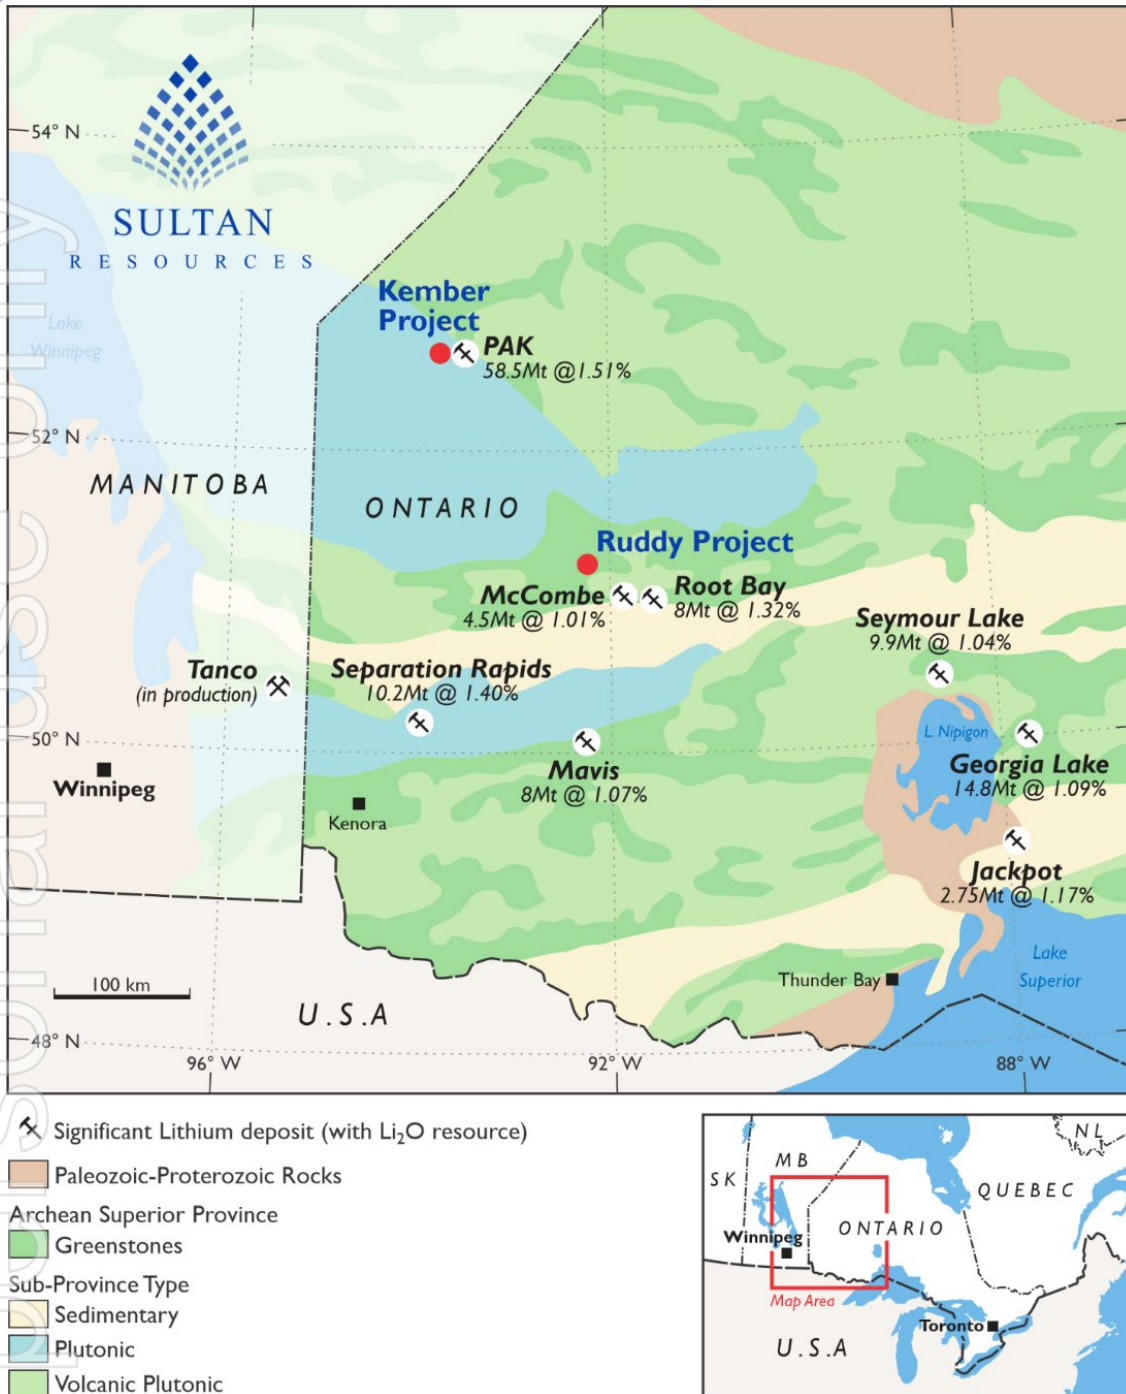 SULTAN
RESOURCES
54° N
52° N
50° N
48° N
96° W
92° W
88° W
Lake
Winnipeg
Kember
Project
PAK
58.5Mt @1.51%
MANITOBA
ONTARIO
Ruddy Project
McCombe
4.5Mt @ 1.01%
Root Bay
8Mt @ 1.32%
Seymour Lake
9.9Mt @ 1.04%
Tanco
(in production)
Separation Rapids
10.2Mt @ 1.40%
L. Nipigon
Mavis
8Mt @ 1.07%
Georgia Lake
14.8Mt @ 1.09%
Winnipeg
Kenora
Jackpot
2.75Mt @ 1.17%
Thunder Bay
Lake
Superior
100 km
U.S.A
Significant Lithium deposit (with Li₂O resource)
Paleozoic-Proterozoic Rocks
Archean Superior Province
Greenstones
Sub-Province Type
Sedimentary
Plutonic
Volcanic Plutonic
NL
MB
SK
QUEBEC
ONTARIO
Winnipeg
Map Area
Toronto
U.S.A
personal use only